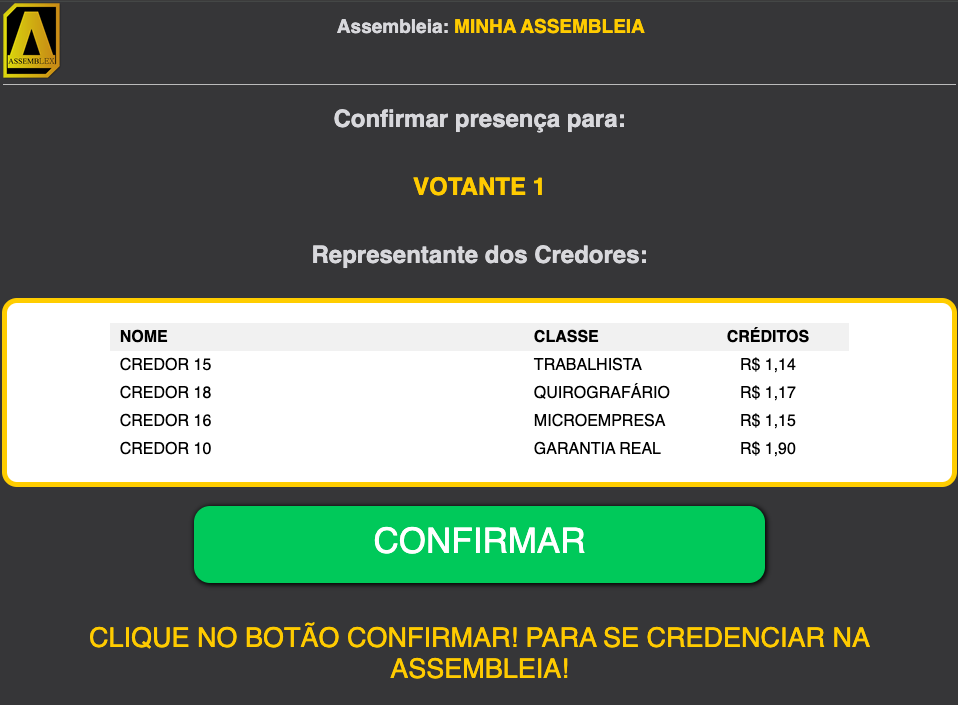 ASSEMBLEX
Assembleia: MINHA ASSEMBLEIA
Confirmar presença para:
VOTANTE 1
Representante dos Credores:
NOME CLASSE CRÉDITOS
CREDOR 15 TRABALHISTA R$ 1,14
CREDOR 18 QUIROGRAFÁRIO R$ 1,17
CREDOR 16 MICROEMPRESA R$ 1,15
CREDOR 10 GARANTIA REAL R$ 1,90
CONFIRMAR
CLIQUE NO BOTÃO CONFIRMAR! PARA SE CREDENCIAR NA
ASSEMBLEIA!